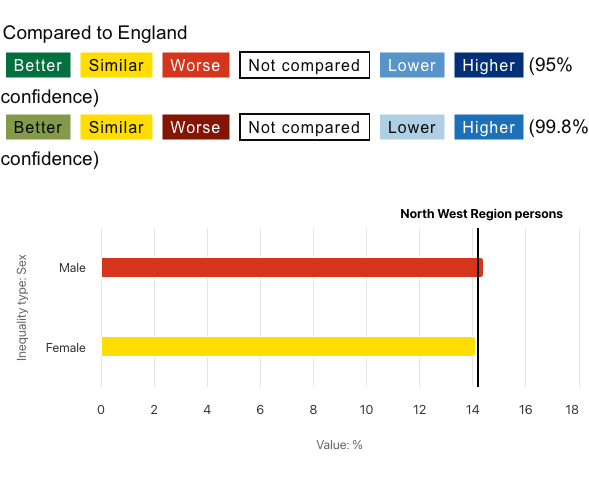 Compared to England
Better Similar Worse Not compared Lower Higher (95%
confidence)
Better Similar Worse Not compared Lower Higher (99.8%
confidence)
North West Region persons
Inequality type: Sex
Male
Female
0 2 4 6 8 10 12 14 16 18
Value: %